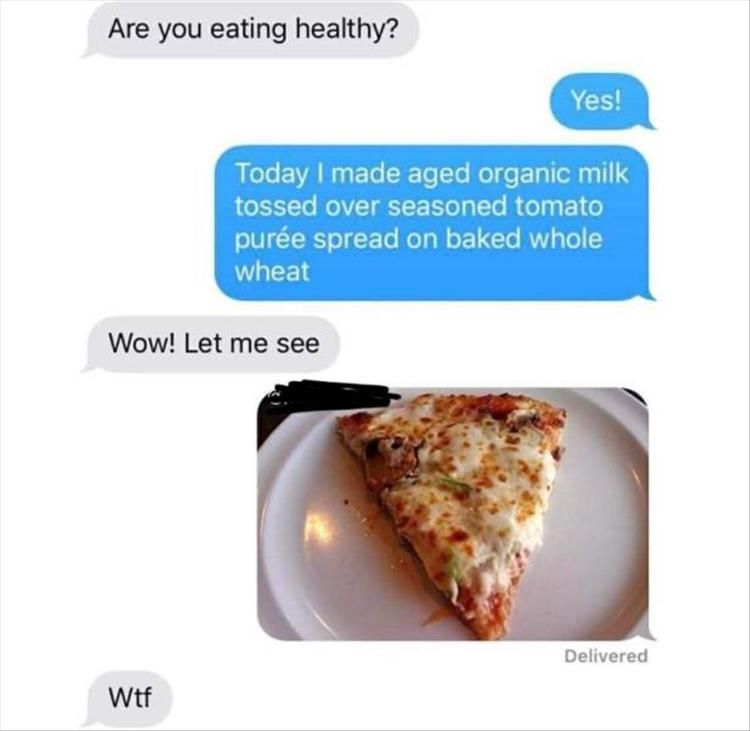 Are you eating healthy?
Yes!
Today I made aged organic milk
tossed over seasoned tomato
purée spread on baked whole
wheat
Wow! Let me see
Delivered
Wtf